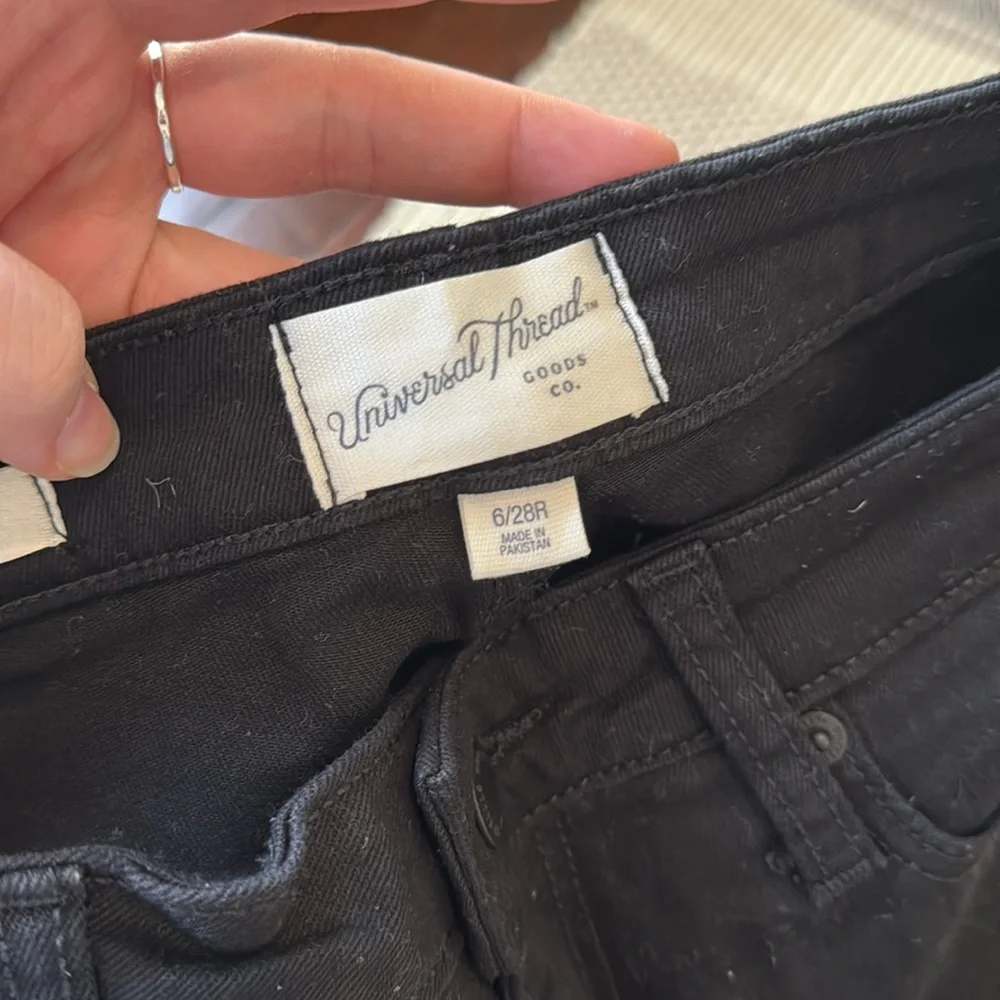 Universal Thread™
GOODS
CO.
6/28R
MADE IN
PAKISTAN